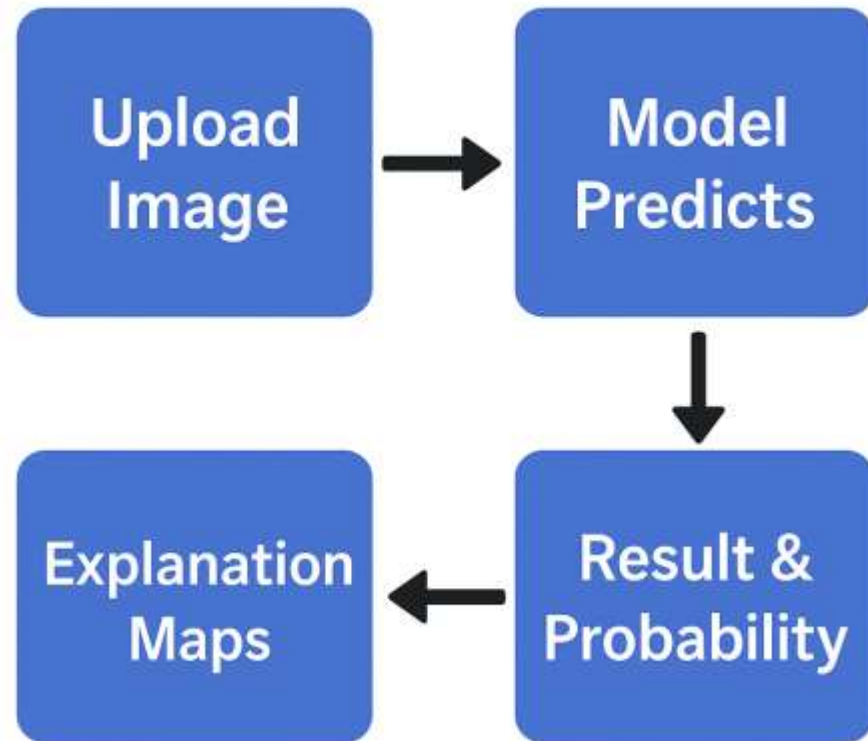 Upload
Image
Model
Predicts
Result &
Probability
Explanation
Maps